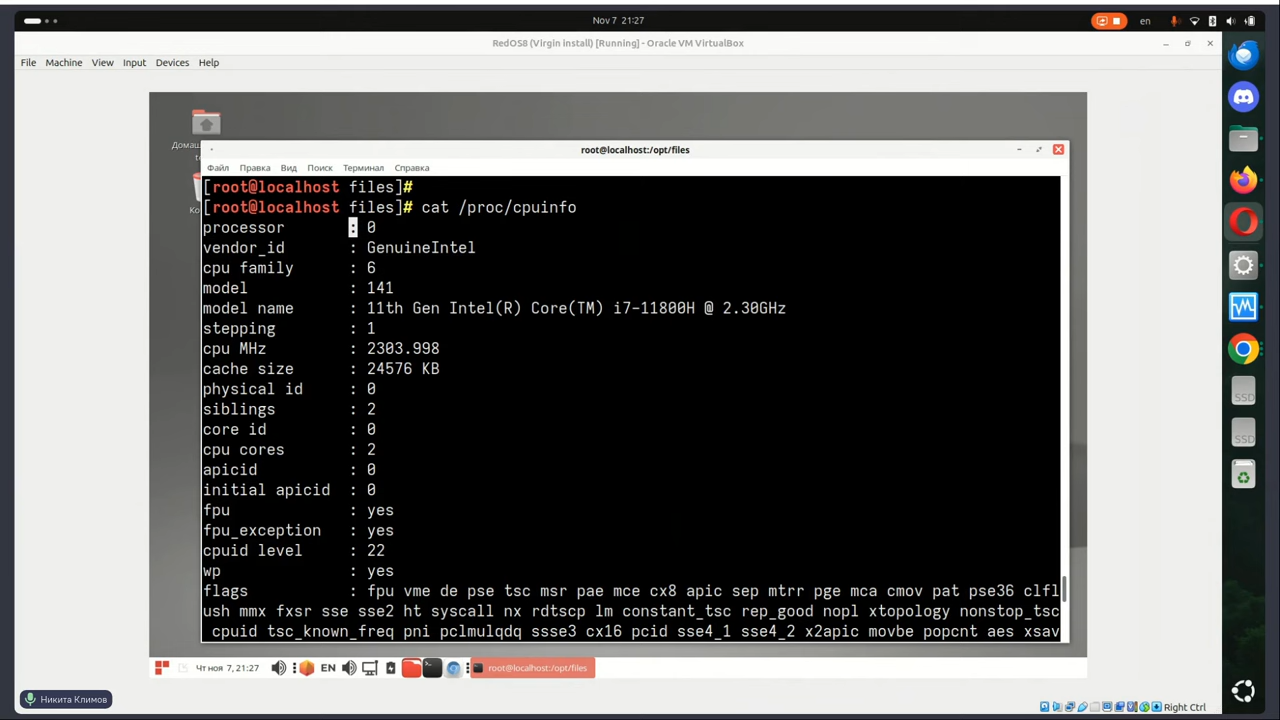 Nov 7 21:27
en
RedOS8 (Virgin install) [Running] - Oracle VM VirtualBox
File Machine View Input Devices Help
root@localhost:/opt/files
Файл Правка Вид Поиск Терминал Справка
[root@localhost files]#
[root@localhost files]# cat /proc/cpuinfo
processor : 0
vendor_id : GenuineIntel
cpu family : 6
model : 141
model name : 11th Gen Intel(R) Core(TM) i7-11800H @ 2.30GHz
stepping : 1
cpu MHz : 2303.998
cache size : 24576 KB
physical id : 0
siblings : 2
core id : 0
cpu cores : 2
apicid : 0
initial apicid : 0
fpu : yes
fpu_exception : yes
cpuid level : 22
wp : yes
flags : fpu vme de pse tsc msr pae mce cx8 apic sep mtrr pge mca cmov pat pse36 clfl
ush mmx fxsr sse sse2 ht syscall nx rdtscp lm constant_tsc rep_good nopl xtopology nonstop_tsc
cpuid tsc_known_freq pni pclmulqdq ssse3 cx16 pcid sse4_1 sse4_2 x2apic movbe popcnt aes xsav
Чт ноя 7, 21:27
EN
root@localhost:/opt/files
Никита Климов
Right Ctrl
SSD
SSD